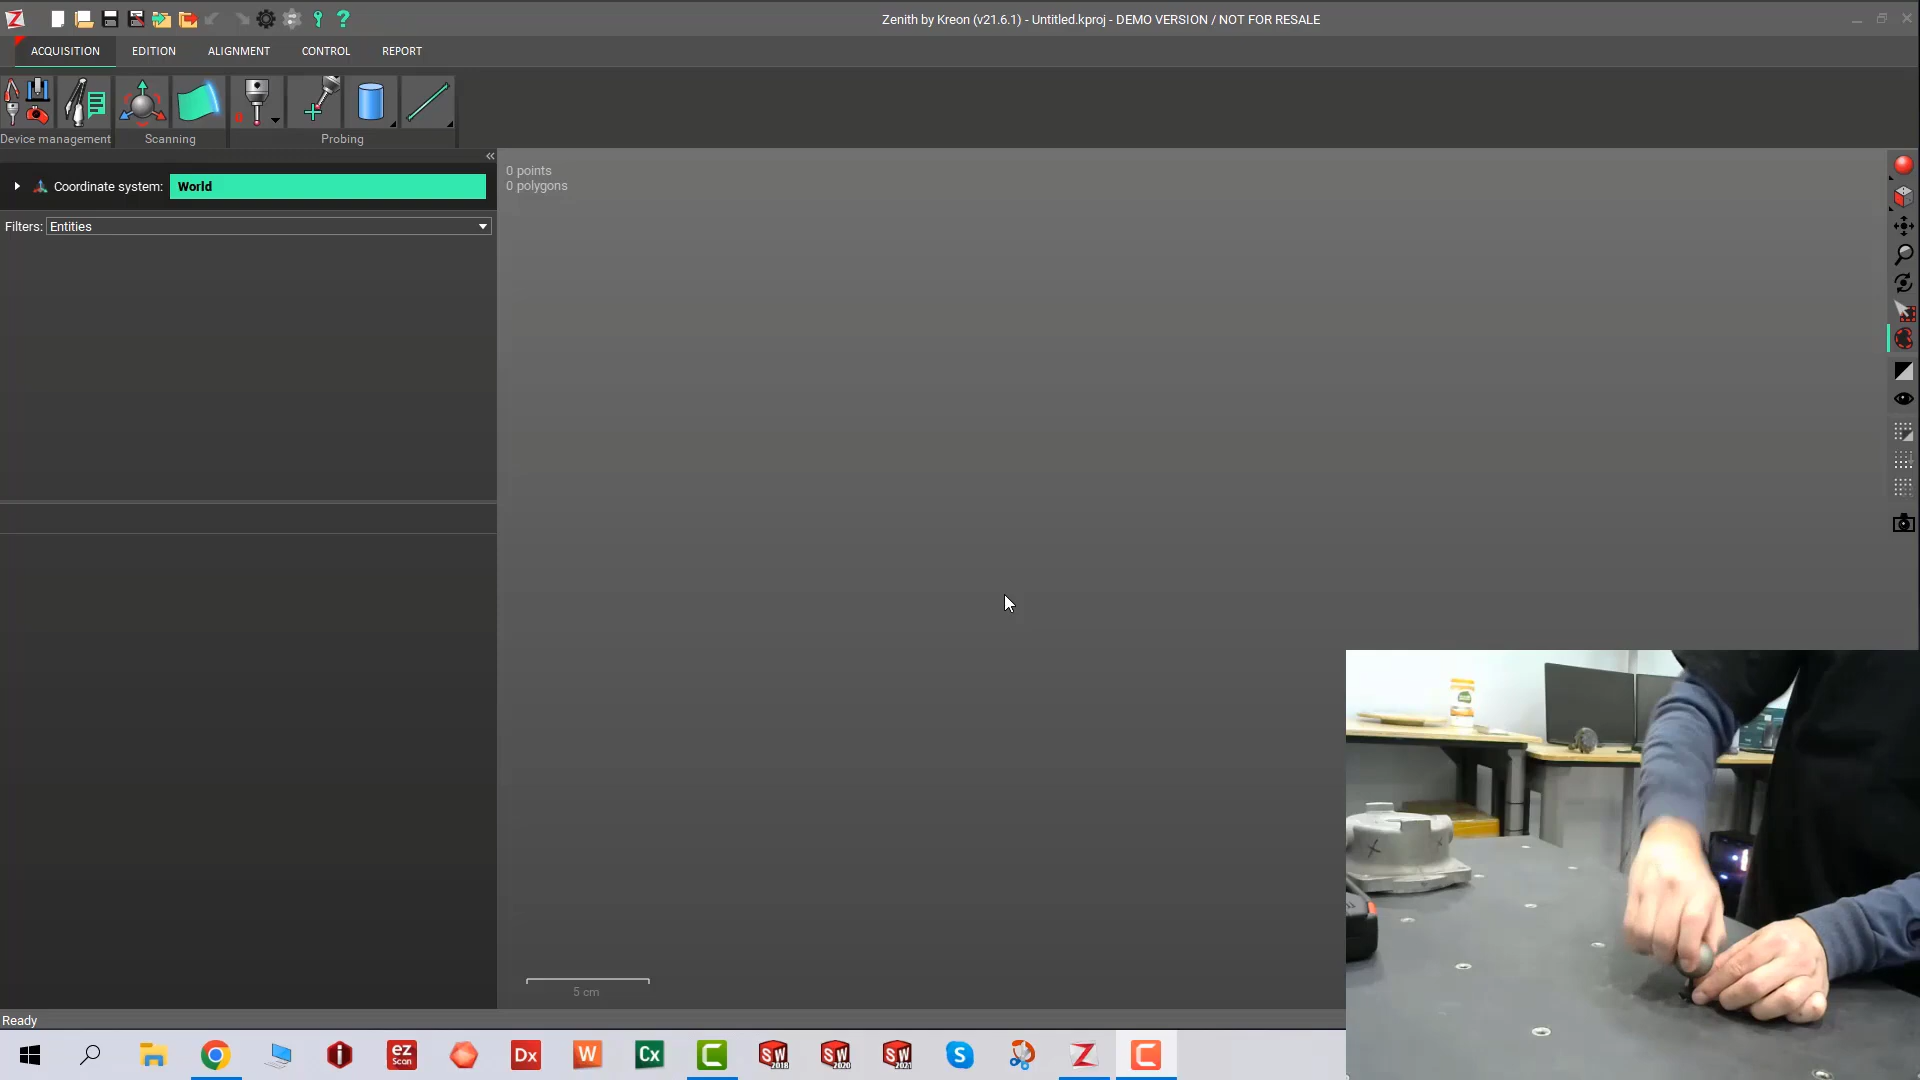 Zenith by Kreon (v21.6.1) - Untitled.kproj - DEMO VERSION / NOT FOR RESALE
ACQUISITION EDITION ALIGNMENT CONTROL REPORT
Device management Scanning Probing
Coordinate system: World
Filters: Entities
0 points
0 polygons
5 cm
Ready
ez Scan Dx W Cx C SW 2018 SW 2020 SW 2021 S Z C